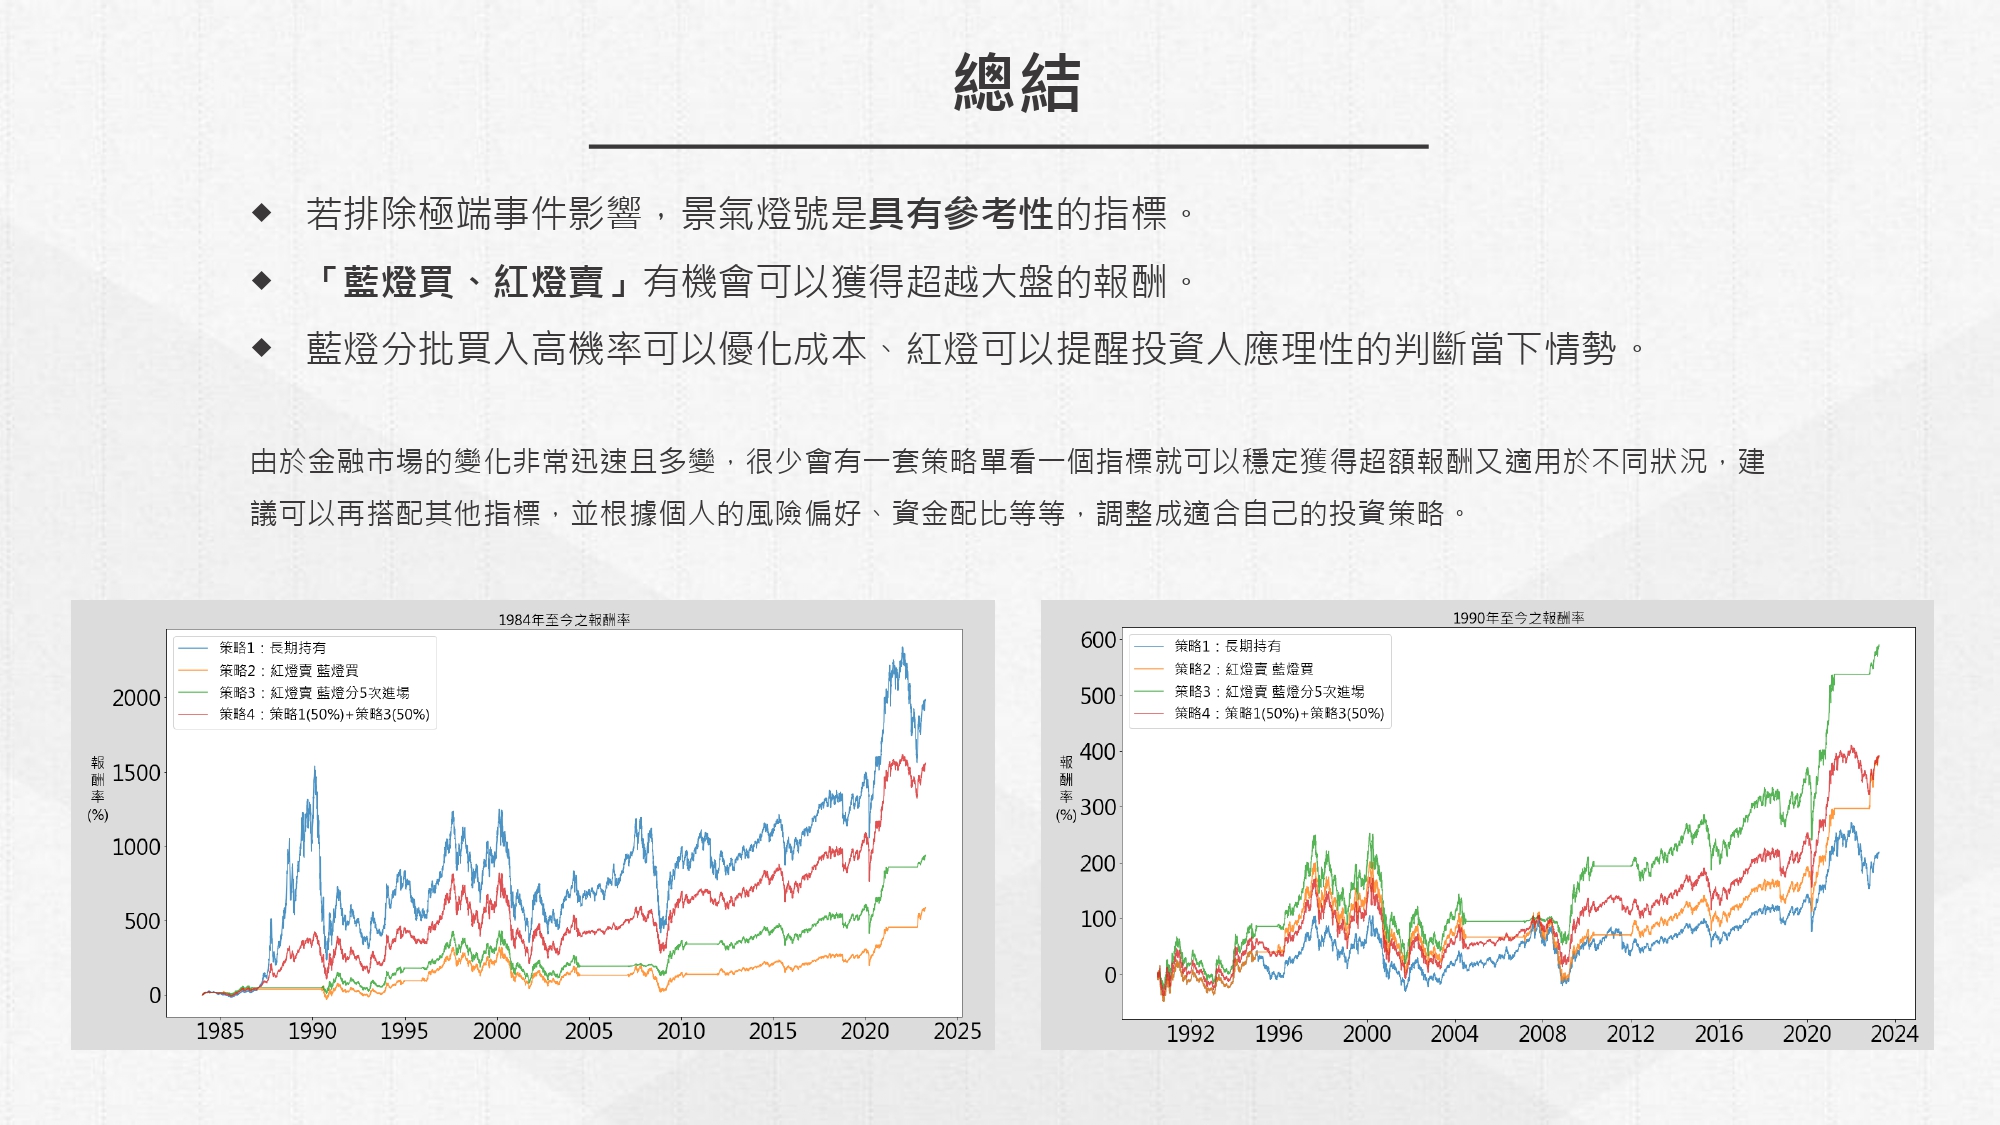 總結
◆ 若排除極端事件影響，景氣燈號是具有參考性的指標。
◆ 「藍燈買、紅燈賣」有機會可以獲得超越大盤的報酬。
◆ 藍燈分批買入高機率可以優化成本、紅燈可以提醒投資人應理性的判斷當下情勢。
由於金融市場的變化非常迅速且多變，很少會有一套策略單看一個指標就可以穩定獲得超額報酬又適用於不同狀況，建
議可以再搭配其他指標，並根據個人的風險偏好、資金配比等等，調整成適合自己的投資策略。
1984年至今之報酬率
策略1：長期持有
策略2：紅燈賣 藍燈買
策略3：紅燈賣 藍燈分5次進場
策略4：策略1(50%)+策略3(50%)
報
酬
率
(%)
2000
1500
1000
500
0
1985 1990 1995 2000 2005 2010 2015 2020 2025
1990年至今之報酬率
策略1：長期持有
策略2：紅燈賣 藍燈買
策略3：紅燈賣 藍燈分5次進場
策略4：策略1(50%)+策略3(50%)
報
酬
率
(%)
600
500
400
300
200
100
0
1992 1996 2000 2004 2008 2012 2016 2020 2024